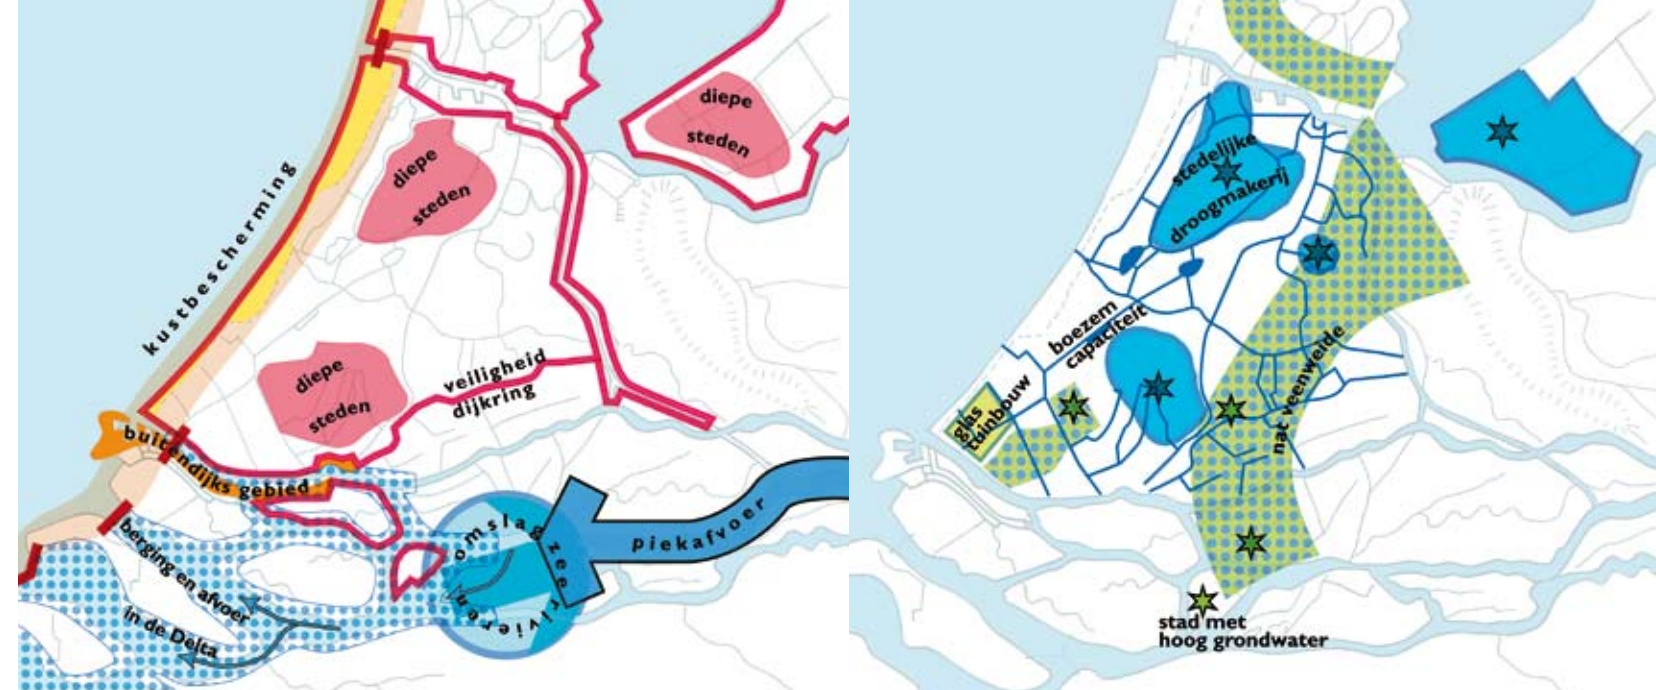 diepe
steden
diepe
steden
kustbescherming
diepe
steden
veiligheid
dijkring
buitendijks gebied
omslag
zee
rivieren
piekafvoer
berging en afvoer
in de Delta
stedelijke
droogmakerij
boezem
capaciteit
glas
tuinbouw
nat veenweide
stad met
hoog grondwater